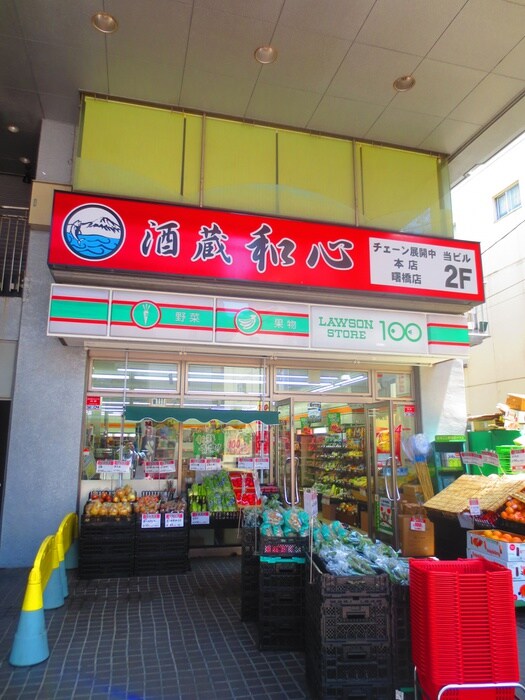 酒蔵 和心
チェーン展開中
本店
曙橋店
当ビル
2F
野菜
果物
LAWSON
STORE
100